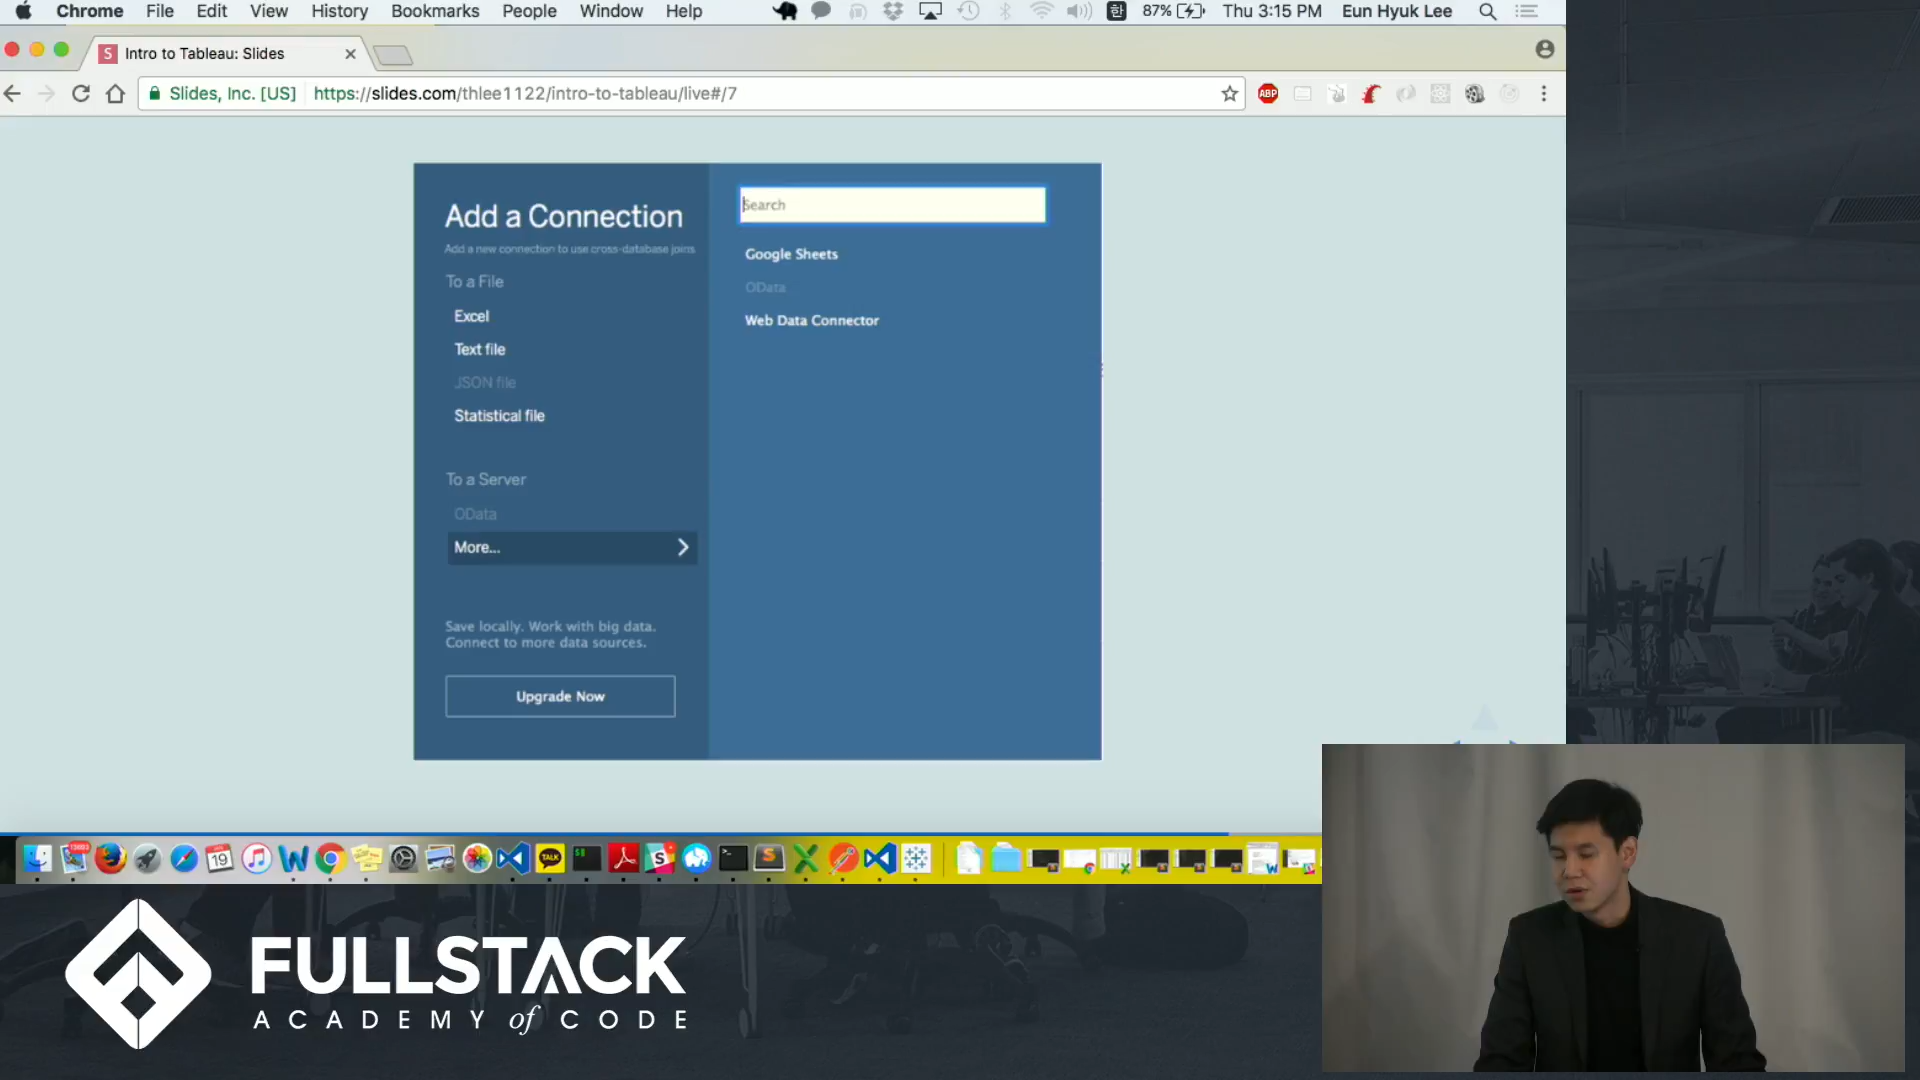 Chrome File Edit View History Bookmarks People Window Help 한 87% Thu 3:15 PM Eun Hyuk Lee
S Intro to Tableau: Slides
Slides, Inc. [US] https://slides.com/thlee1122/intro-to-tableau/live#/7 ABP
Add a Connection
Add a new connection to use cross-database joins.
To a File
Excel
Text file
JSON file
Statistical file
To a Server
OData
More...
Save locally. Work with big data.
Connect to more data sources.
Upgrade Now
Search
Google Sheets
OData
Web Data Connector
19
TALK
FULLSTACK
ACADEMY of CODE